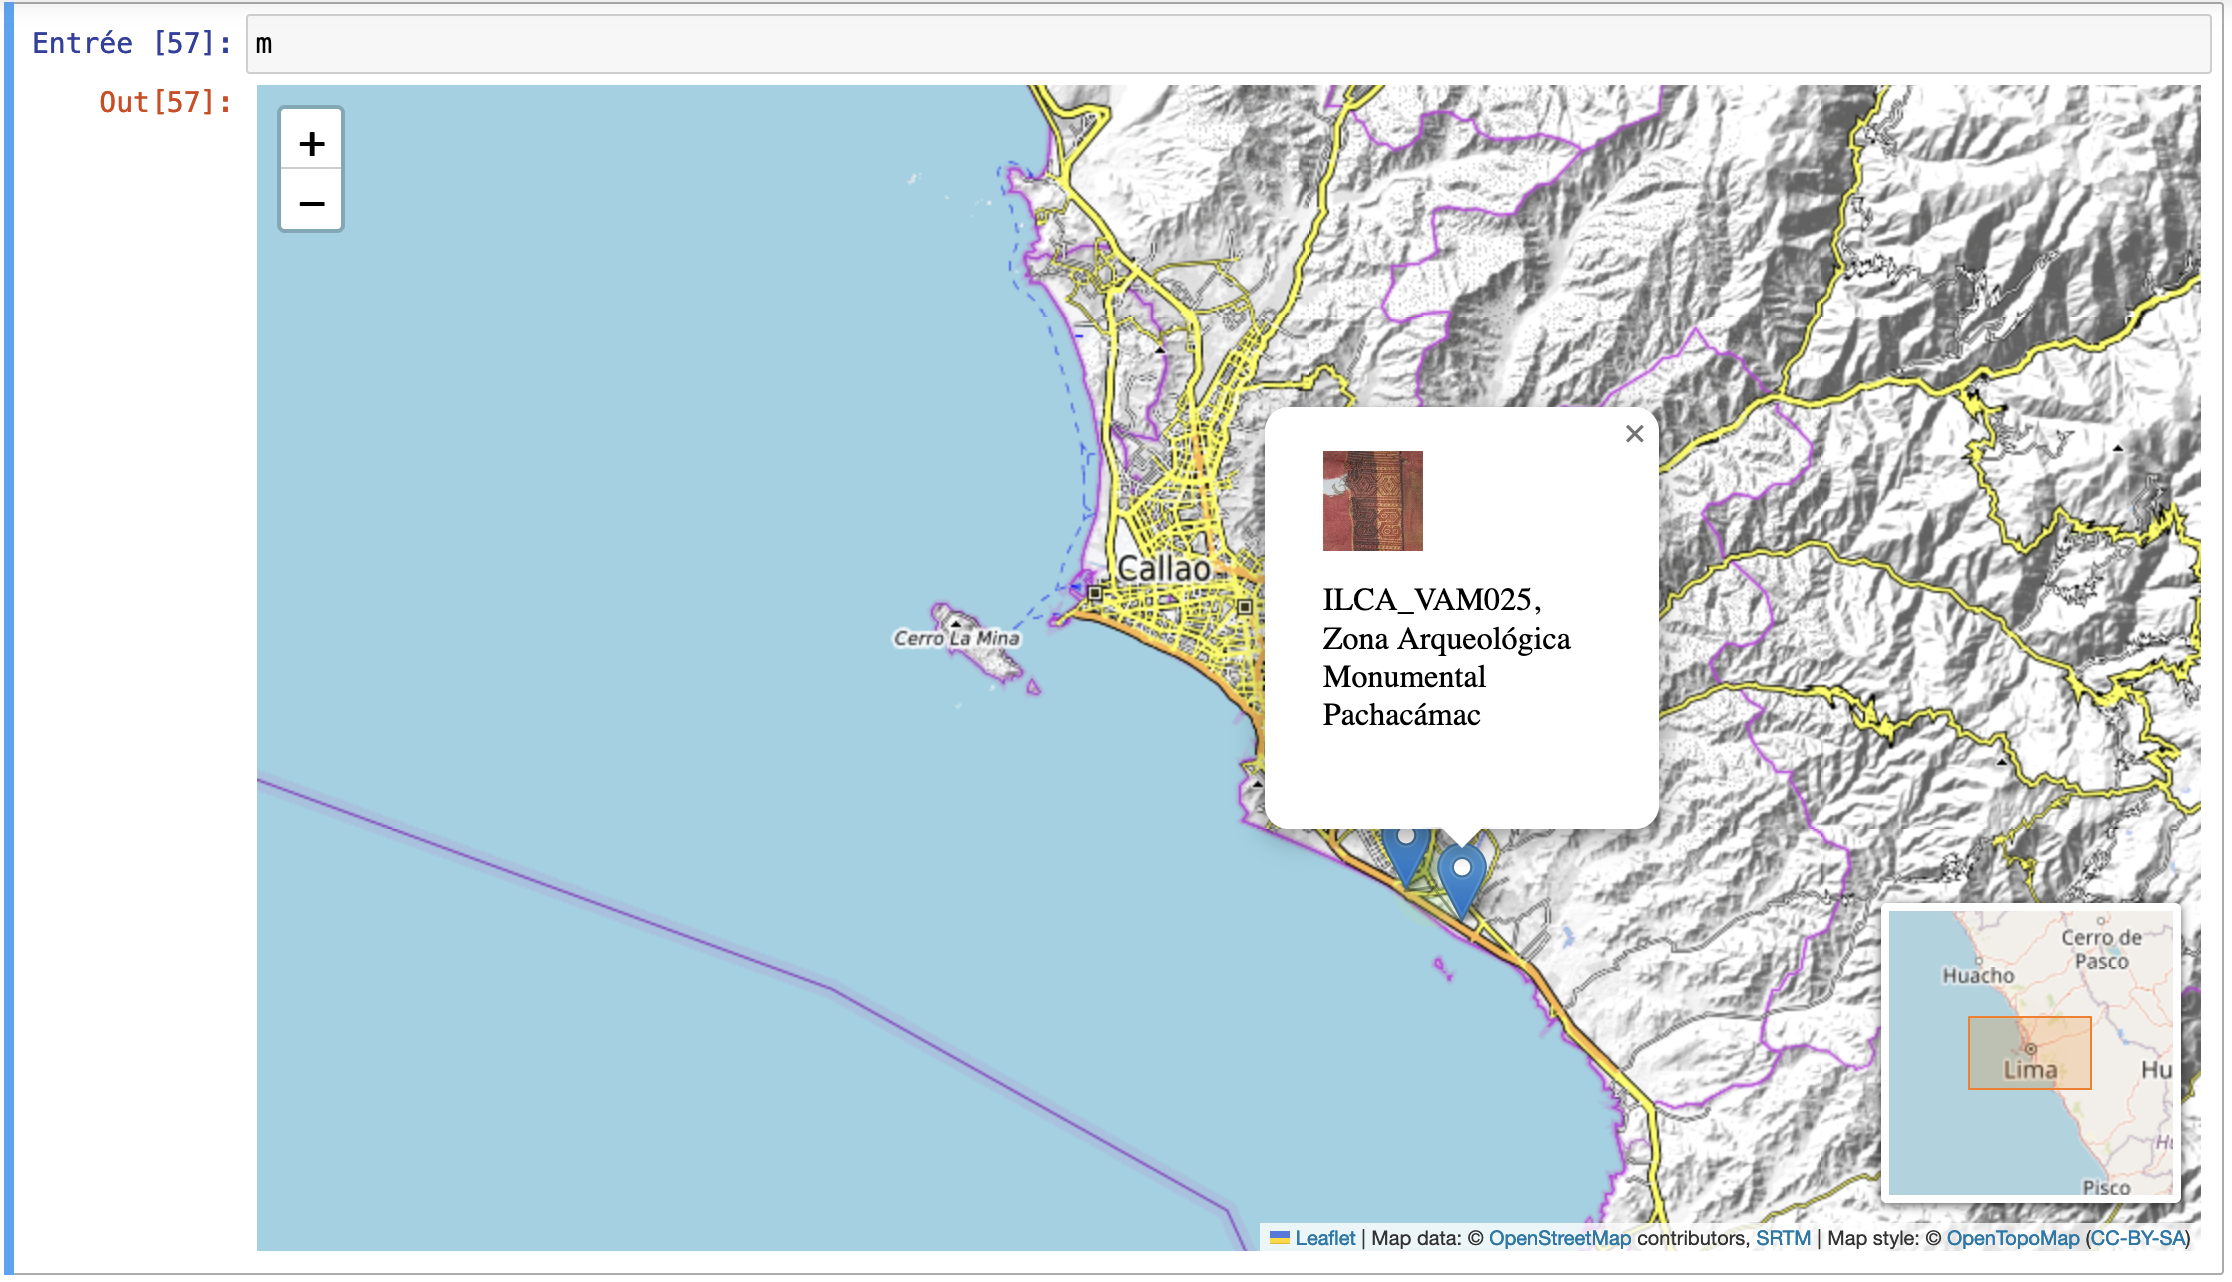 Entrée [57]: m
Out[57]:
+
−
×
Callao
Cerro La Mina
ILCA_VAM025,
Zona Arqueológica
Monumental
Pachacámac
Cerro de
Pasco
Huacho
Lima
Hu
Pisco
Leaflet | Map data: © OpenStreetMap contributors, SRTM | Map style: © OpenTopoMap (CC-BY-SA)